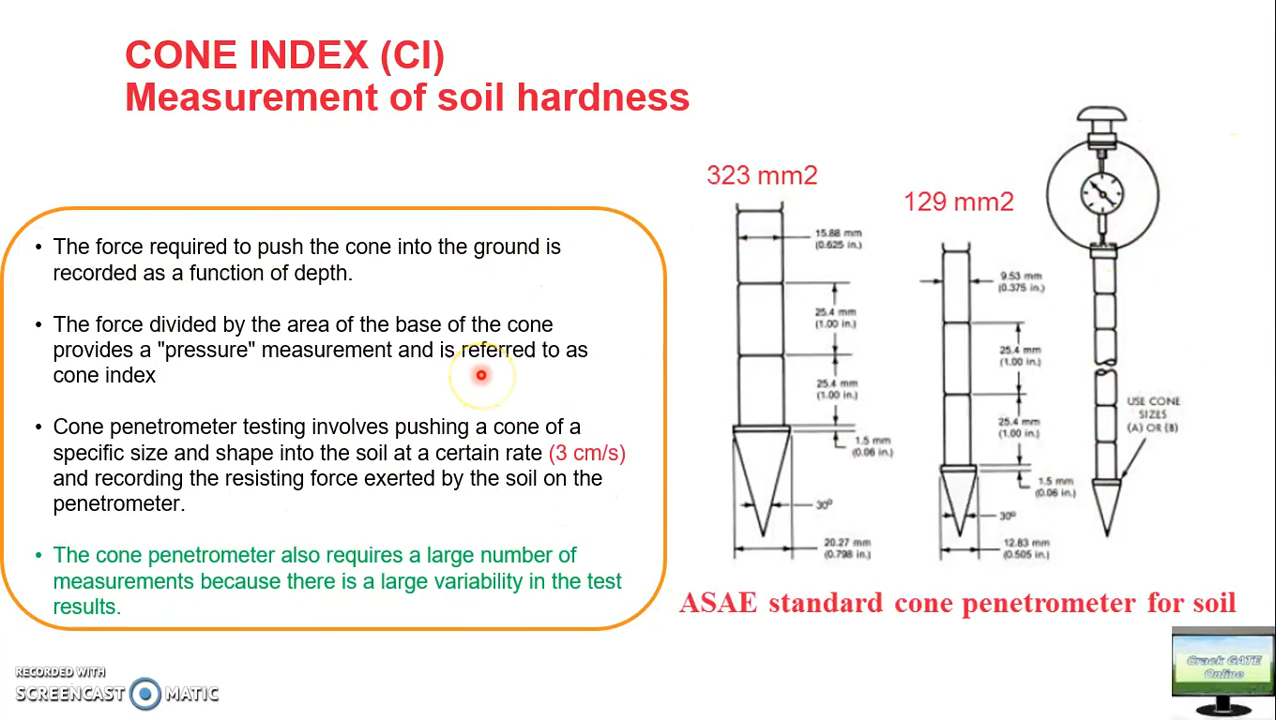 CONE INDEX (CI)
Measurement of soil hardness
323 mm2
129 mm2
15.88 mm
(0.625 in.)
9.53 mm
(0.375 in.)
25.4 mm
(1.00 in.)
25.4 mm
(1.00 in.)
25.4 mm
(1.00 in.)
25.4 mm
(1.00 in.)
1.5 mm
(0.06 in.)
1.5 mm
(0.06 in.)
30º
30º
20.27 mm
(0.798 in.)
12.83 mm
(0.505 in.)
USE CONE
SIZES
(A) OR (B)
• The force required to push the cone into the ground is
recorded as a function of depth.
• The force divided by the area of the base of the cone
provides a "pressure" measurement and is referred to as
cone index
• Cone penetrometer testing involves pushing a cone of a
specific size and shape into the soil at a certain rate (3 cm/s)
and recording the resisting force exerted by the soil on the
penetrometer.
• The cone penetrometer also requires a large number of
measurements because there is a large variability in the test
results.
ASAE standard cone penetrometer for soil
RECORDED WITH
SCREENCAST MATIC
Crack GATE
Online